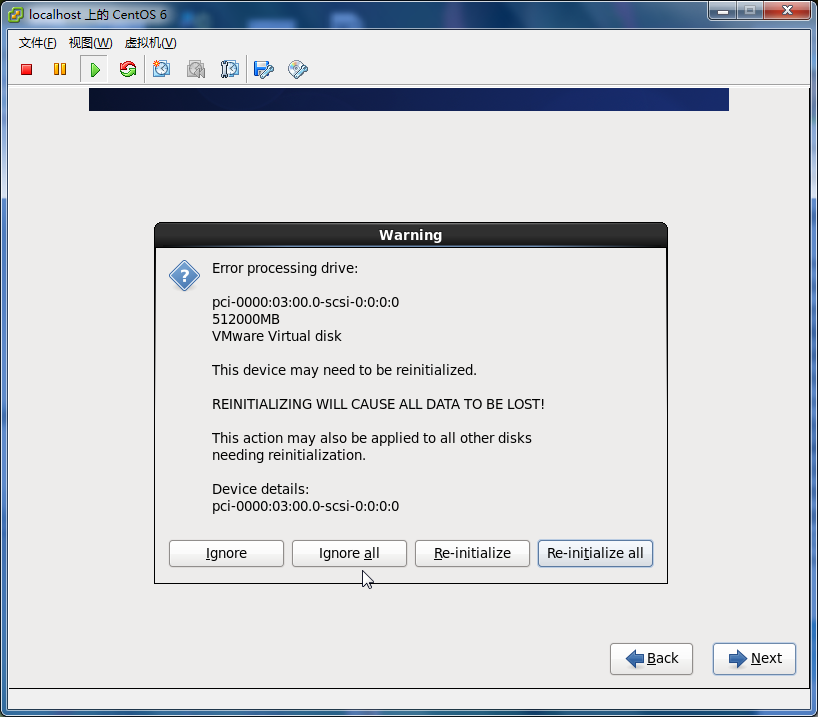 localhost 上的 CentOS 6
文件(F) 视图(W) 虚拟机(V)
Warning
?
Error processing drive:
pci-0000:03:00.0-scsi-0:0:0:0
512000MB
VMware Virtual disk
This device may need to be reinitialized.
REINITIALIZING WILL CAUSE ALL DATA TO BE LOST!
This action may also be applied to all other disks
needing reinitialization.
Device details:
pci-0000:03:00.0-scsi-0:0:0:0
Ignore Ignore all Re-initialize Re-initialize all
Back Next